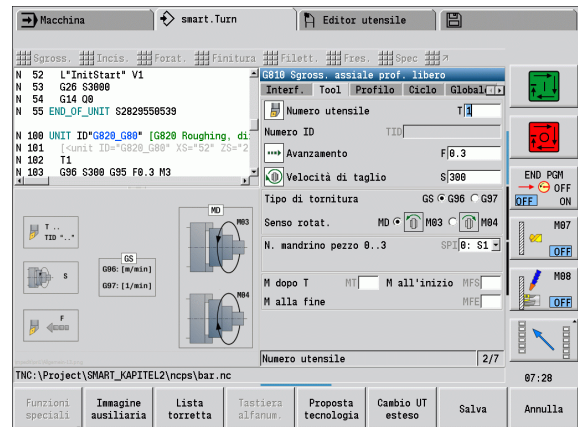 Macchina
smart.Turn
Editor utensile
Sgross. Incis. Forat. Finitura Filett. Fres. Spec
N 52 L"InitStart" V1
N 53 G26 S3000
N 54 G14 Q0
N 55 END_OF_UNIT S2829550539
N 100 UNIT ID"G820_G80" [G820 Roughing, di
N 101 [<unit ID="G820_G80" XS="52" ZS="2
N 102 T1
N 103 G96 S300 G95 F0.3 M3
G810 Sgross. assiale prof. libero
Interf. Tool Profilo Ciclo Global
Numero utensile T 1
Numero ID TID
Avanzamento F 0.3
Velocità di taglio S 300
Tipo di tornitura GS G96 G97
Senso rotat. MD M03 M04
N. mandrino pezzo 0..3 SPI 0: S1
M dopo T MT M all'inizio MFS
M alla fine MFE
Numero utensile 2/7
T ..
TID ".."
S
F
GS
G96: [m/min]
G97: [1/min]
MD
M03
M04
TNC:\Project\SMART_KAPITEL2\ncps\bar.nc
END PGM
OFF
OFF ON
M07
OFF
M08
OFF
07:28
Funzioni speciali
Immagine ausiliaria
Lista torretta
Tastiera alfanum.
Proposta tecnologia
Cambio UT esteso
Salva
Annulla